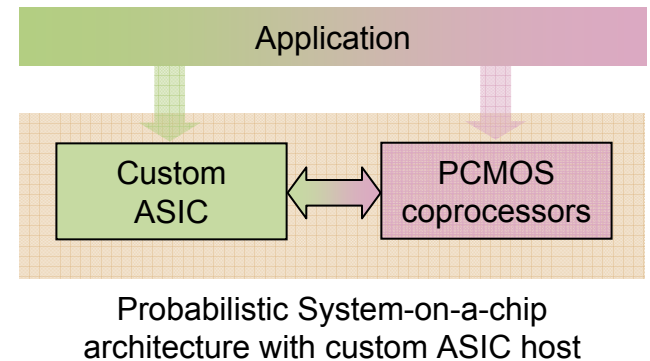 Application
Custom
ASIC
PCMOS
coprocessors
Probabilistic System-on-a-chip
architecture with custom ASIC host